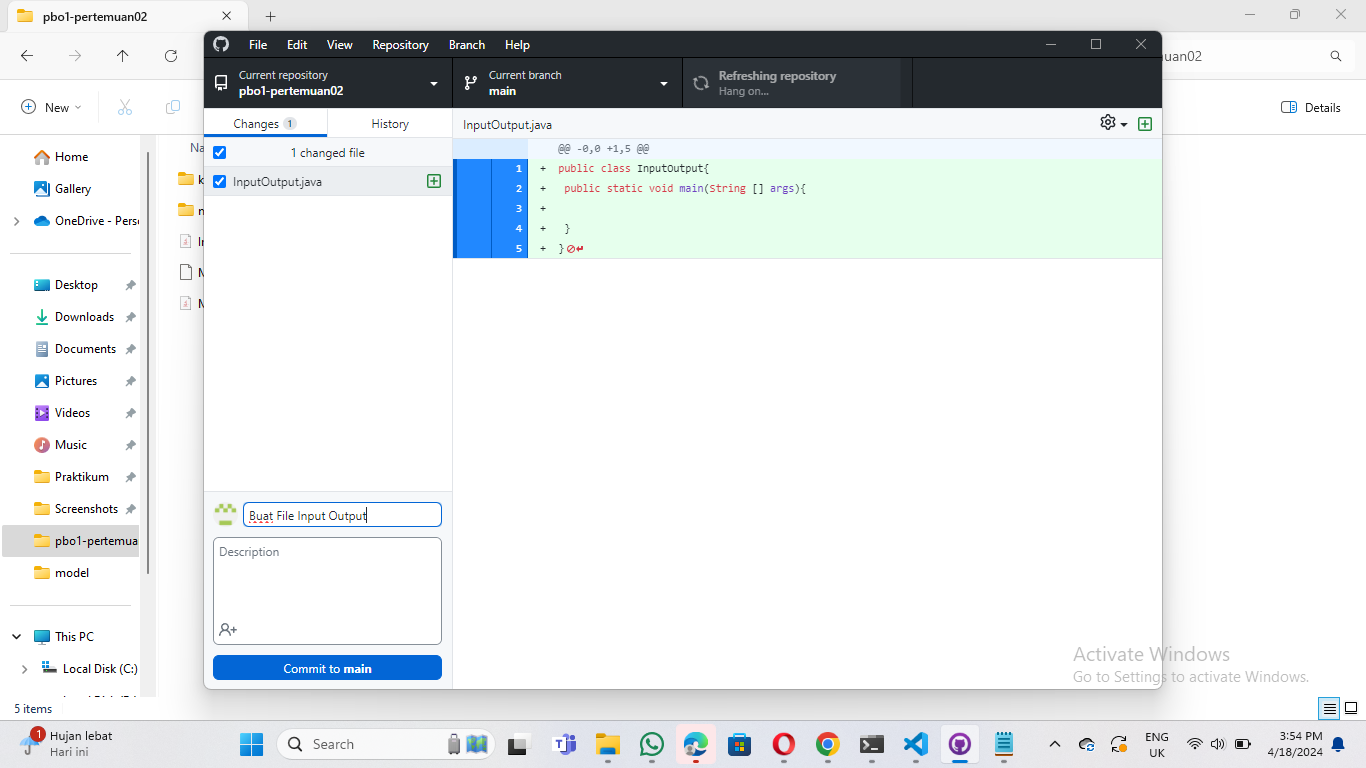 pbo1-pertemuan02
File Edit View Repository Branch Help
Current repository
pbo1-pertemuan02
Current branch
main
Refreshing repository
Hang on...
New
Details
Changes 1
History
1 changed file
InputOutput.java
InputOutput.java
@@ -0,0 +1,5 @@
1 + public class InputOutput{
2 + public static void main(String [] args){
3 +
4 + }
5 + }
Home
Gallery
OneDrive - Pers
Desktop
Downloads
Documents
Pictures
Videos
Music
Praktikum
Screenshots
pbo1-pertemua
model
This PC
Local Disk (C:)
Buat File Input Output
Description
Commit to main
Activate Windows
Go to Settings to activate Windows.
5 items
1
Hujan lebat
Hari ini
Search
ENG
UK
3:54 PM
4/18/2024